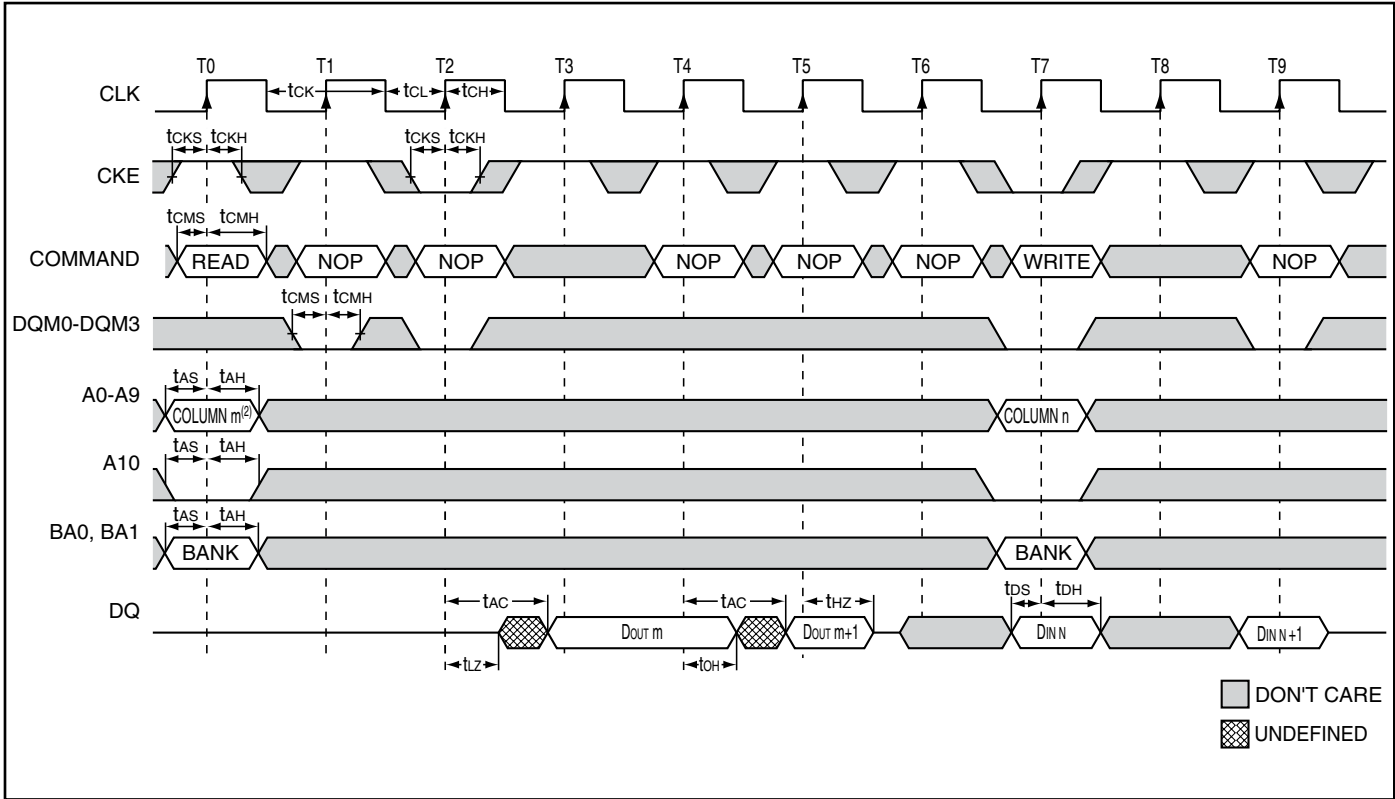 T0 T1 T2 T3 T4 T5 T6 T7 T8 T9
CLK tCK tCL tCH
tCKS tCKH tCKS tCKH
CKE
tCMS tCMH
COMMAND READ NOP NOP NOP NOP NOP WRITE NOP
tCMS tCMH
DQM0-DQM3
tAS tAH
A0-A9 COLUMN m(2) COLUMN n
tAS tAH
A10
tAS tAH
BA0, BA1 BANK BANK
tAC tAC tHZ tDS tDH
DQ DOUT m DOUT m+1 DIN N DIN N+1
tLZ tOH
DON'T CARE
UNDEFINED